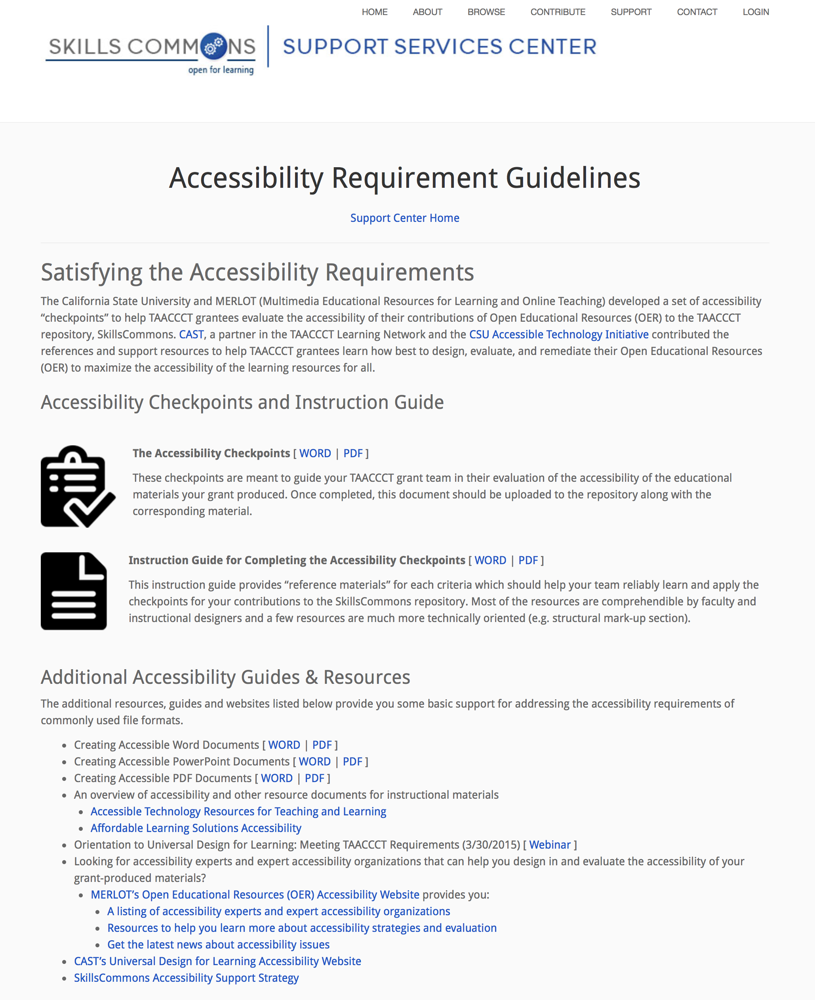 HOME ABOUT BROWSE CONTRIBUTE SUPPORT CONTACT LOGIN
SKILLS COMMONS | SUPPORT SERVICES CENTER
open for learning
Accessibility Requirement Guidelines
Support Center Home
Satisfying the Accessibility Requirements
The California State University and MERLOT (Multimedia Educational Resources for Learning and Online Teaching) developed a set of accessibility
“checkpoints” to help TAACCCT grantees evaluate the accessibility of their contributions of Open Educational Resources (OER) to the TAACCCT
repository, SkillsCommons. CAST, a partner in the TAACCCT Learning Network and the CSU Accessible Technology Initiative contributed the
references and support resources to help TAACCCT grantees learn how best to design, evaluate, and remediate their Open Educational Resources
(OER) to maximize the accessibility of the learning resources for all.
Accessibility Checkpoints and Instruction Guide
The Accessibility Checkpoints [ WORD | PDF ]
These checkpoints are meant to guide your TAACCCT grant team in their evaluation of the accessibility of the educational
materials your grant produced. Once completed, this document should be uploaded to the repository along with the
corresponding material.
Instruction Guide for Completing the Accessibility Checkpoints [ WORD | PDF ]
This instruction guide provides “reference materials” for each criteria which should help your team reliably learn and apply the
checkpoints for your contributions to the SkillsCommons repository. Most of the resources are comprehendible by faculty and
instructional designers and a few resources are much more technically oriented (e.g. structural mark-up section).
Additional Accessibility Guides & Resources
The additional resources, guides and websites listed below provide you some basic support for addressing the accessibility requirements of
commonly used file formats.
• Creating Accessible Word Documents [ WORD | PDF ]
• Creating Accessible PowerPoint Documents [ WORD | PDF ]
• Creating Accessible PDF Documents [ WORD | PDF ]
• An overview of accessibility and other resource documents for instructional materials
• Accessible Technology Resources for Teaching and Learning
• Affordable Learning Solutions Accessibility
• Orientation to Universal Design for Learning: Meeting TAACCCT Requirements (3/30/2015) [ Webinar ]
• Looking for accessibility experts and expert accessibility organizations that can help you design in and evaluate the accessibility of your
grant-produced materials?
• MERLOT’s Open Educational Resources (OER) Accessibility Website provides you:
• A listing of accessibility experts and expert accessibility organizations
• Resources to help you learn more about accessibility strategies and evaluation
• Get the latest news about accessibility issues
• CAST’s Universal Design for Learning Accessibility Website
• SkillsCommons Accessibility Support Strategy